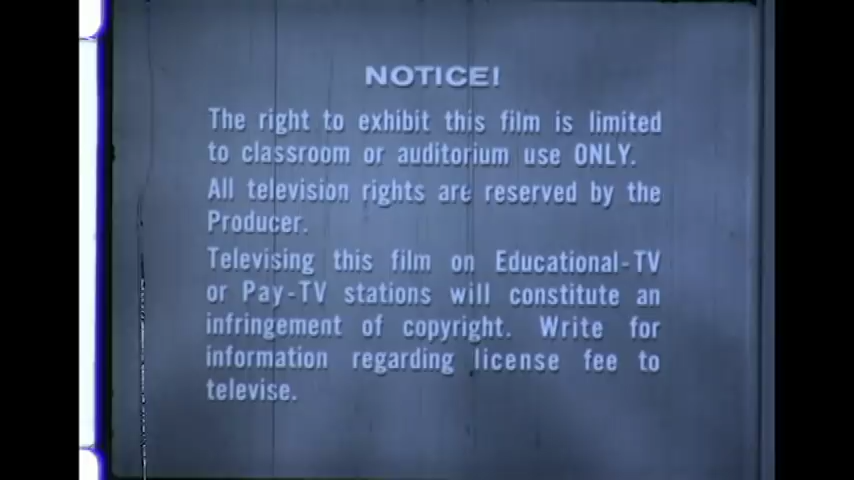 NOTICE!
The right to exhibit this film is limited
to classroom or auditorium use ONLY.
All television rights are reserved by the
Producer.
Televising this film on Educational-TV
or Pay-TV stations will constitute an
infringement of copyright. Write for
information regarding license fee to
televise.